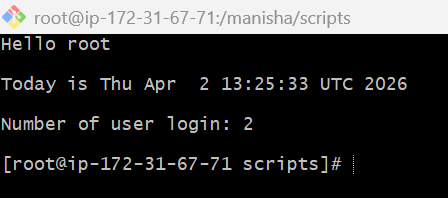 root@ip-172-31-67-71:/manisha/scripts
Hello root
Today is Thu Apr  2 13:25:33 UTC 2026
Number of user login: 2
[root@ip-172-31-67-71 scripts]#